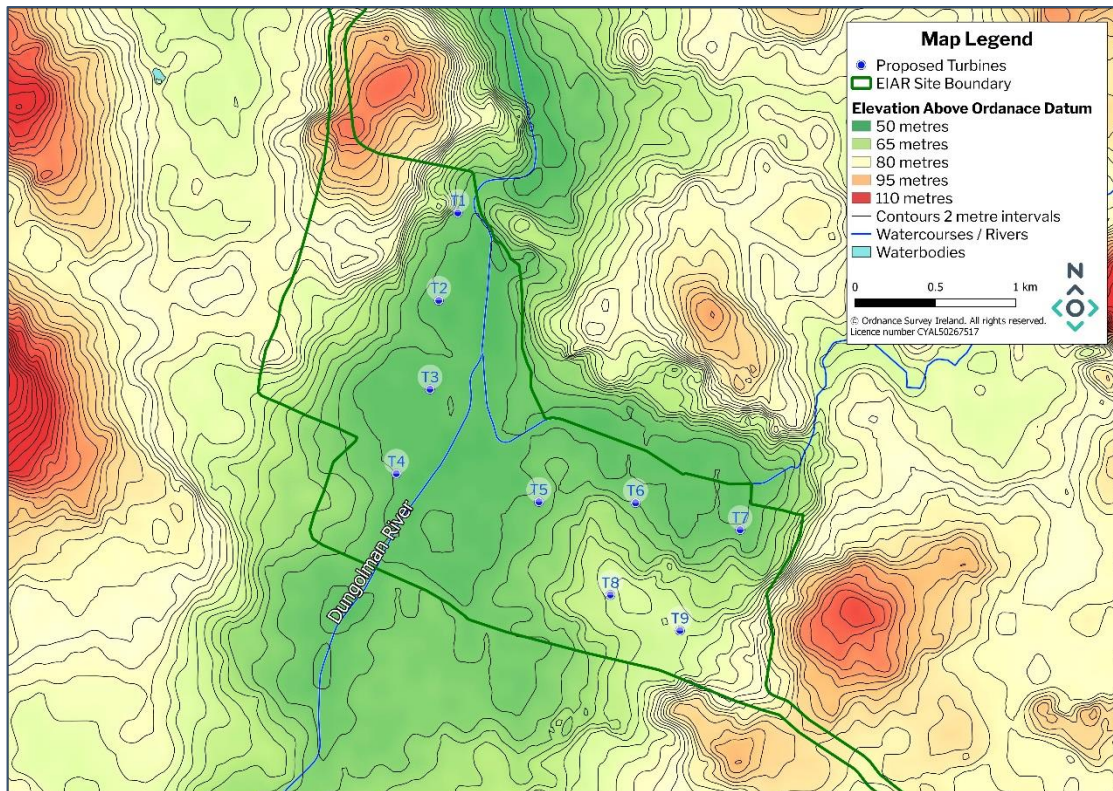 Map Legend
Proposed Turbines
EIAR Site Boundary
Elevation Above Ordanace Datum
50 metres
65 metres
80 metres
95 metres
110 metres
Contours 2 metre intervals
Watercourses / Rivers
Waterbodies
N
0 0.5 1 km
© Ordnance Survey Ireland. All rights reserved.
Licence number CYAL50267517
T1
T2
T3
T4
T5
T6
T7
T8
T9
Dungolman River